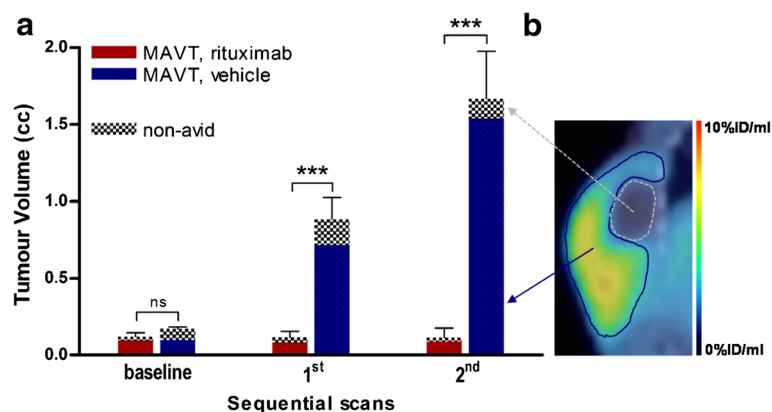 a
b
MAVT, rituximab
MAVT, vehicle
non-avid
Tumour Volume (cc)
2.0
1.5
1.0
0.5
0.0
ns
***
***
baseline
1st
2nd
Sequential scans
10%ID/ml
0%ID/ml